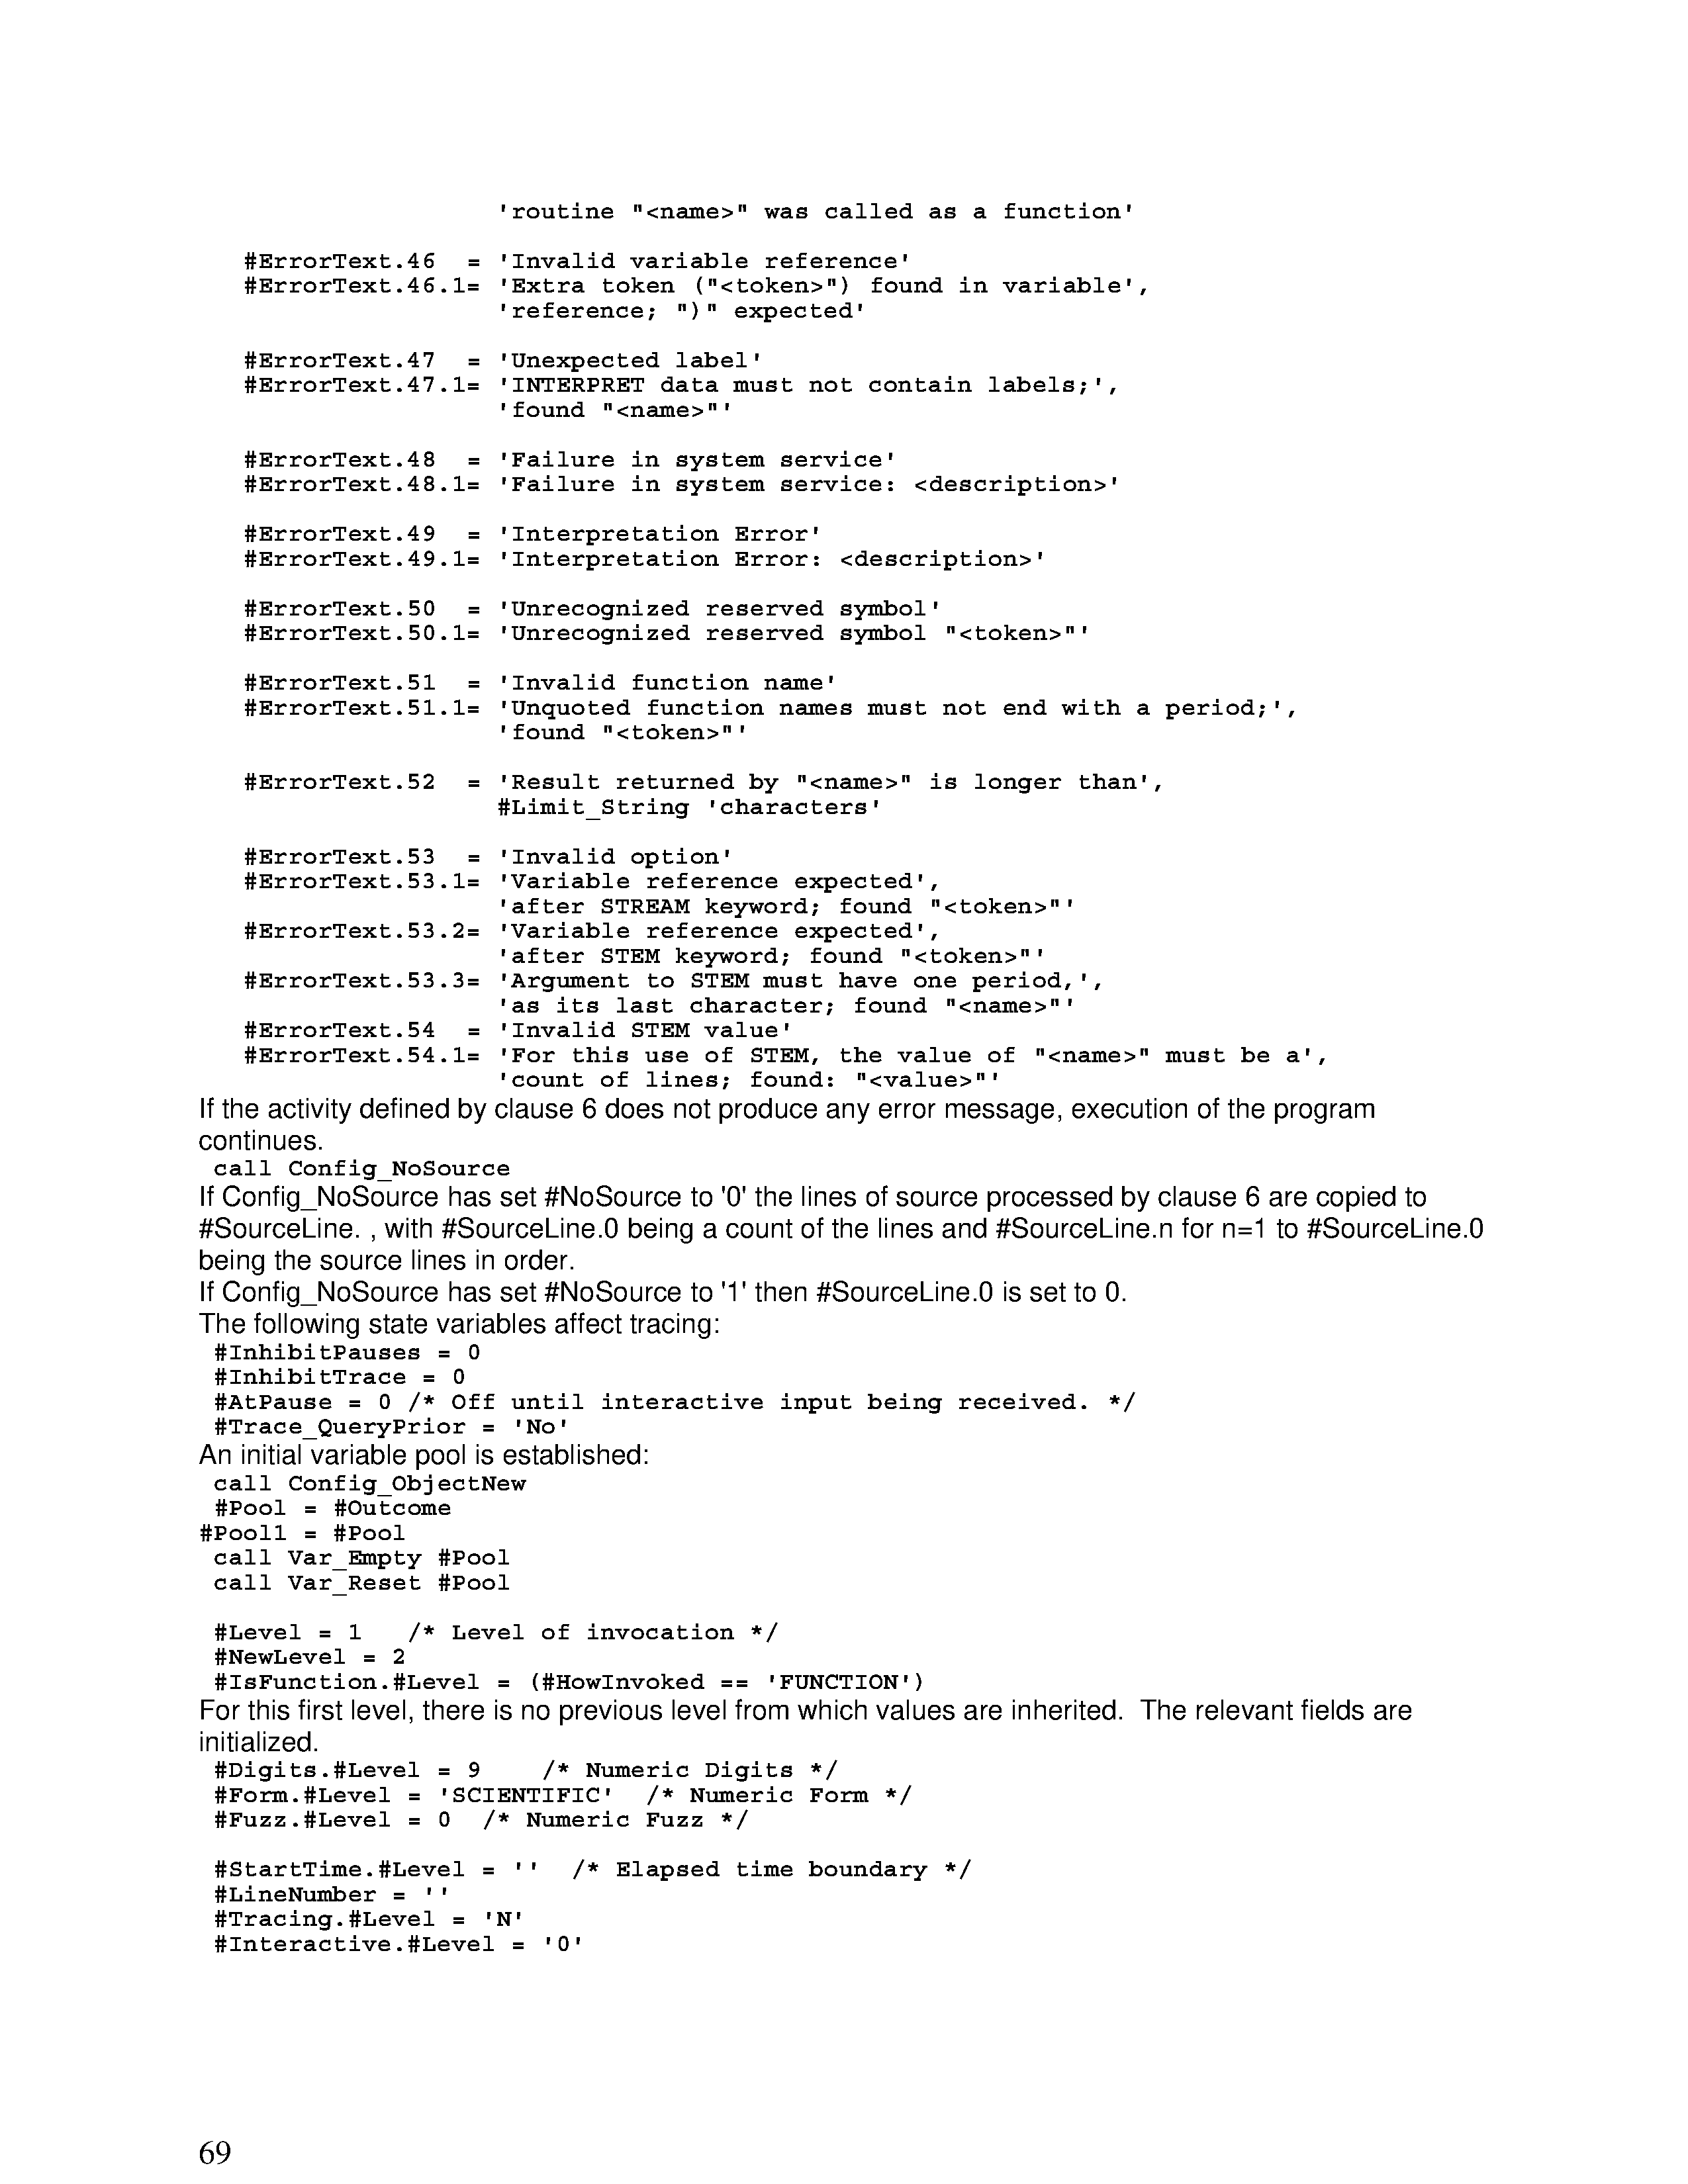 'routine "<name>" was called as a function'
#ErrorText.46  = 'Invalid variable reference'
#ErrorText.46.1= 'Extra token ("<token>") found in variable',
'reference; ")" expected'
#ErrorText.47  = 'Unexpected label'
#ErrorText.47.1= 'INTERPRET data must not contain labels;',
'found "<name>"'
#ErrorText.48  = 'Failure in system service'
#ErrorText.48.1= 'Failure in system service: <description>'
#ErrorText.49  = 'Interpretation Error'
#ErrorText.49.1= 'Interpretation Error: <description>'
#ErrorText.50  = 'Unrecognized reserved symbol'
#ErrorText.50.1= 'Unrecognized reserved symbol "<token>"'
#ErrorText.51  = 'Invalid function name'
#ErrorText.51.1= 'Unquoted function names must not end with a period;',
'found "<token>"'
#ErrorText.52  = 'Result returned by "<name>" is longer than',
#Limit_String 'characters'
#ErrorText.53  = 'Invalid option'
#ErrorText.53.1= 'Variable reference expected',
'after STREAM keyword; found "<token>"'
#ErrorText.53.2= 'Variable reference expected',
'after STEM keyword; found "<token>"'
#ErrorText.53.3= 'Argument to STEM must have one period,',
'as its last character; found "<name>"'
#ErrorText.54  = 'Invalid STEM value'
#ErrorText.54.1= 'For this use of STEM, the value of "<name>" must be a',
'count of lines; found: "<value>"'
If the activity defined by clause 6 does not produce any error message, execution of the program
continues.
call Config_NoSource
If Config_NoSource has set #NoSource to '0' the lines of source processed by clause 6 are copied to
#SourceLine. , with #SourceLine.0 being a count of the lines and #SourceLine.n for n=1 to #SourceLine.0
being the source lines in order.
If Config_NoSource has set #NoSource to '1' then #SourceLine.0 is set to 0.
The following state variables affect tracing:
#InhibitPauses = 0
#InhibitTrace = 0
#AtPause = 0 /* Off until interactive input being received. */
#Trace_QueryPrior = 'No'
An initial variable pool is established:
call Config_ObjectNew
#Pool = #Outcome
#Pool1 = #Pool
call Var_Empty #Pool
call Var_Reset #Pool
#Level = 1   /* Level of invocation */
#NewLevel = 2
#IsFunction.#Level = (#HowInvoked == 'FUNCTION')
For this first level, there is no previous level from which values are inherited.  The relevant fields are
initialized.
#Digits.#Level = 9    /* Numeric Digits */
#Form.#Level = 'SCIENTIFIC'  /* Numeric Form */
#Fuzz.#Level = 0  /* Numeric Fuzz */
#StartTime.#Level = ''  /* Elapsed time boundary */
#LineNumber = ''
#Tracing.#Level = 'N'
#Interactive.#Level = '0'
69